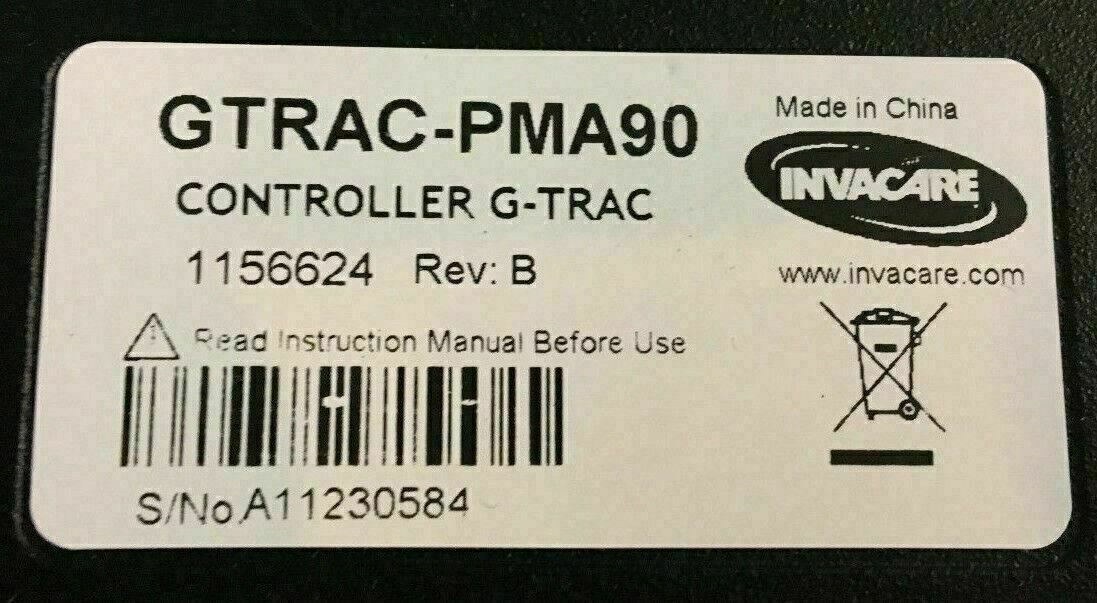 GTRAC-PMA90
CONTROLLER G-TRAC
1156624 Rev: B
Read Instruction Manual Before Use
S/No A11230584
Made in China
INVACARE
www.invacare.com